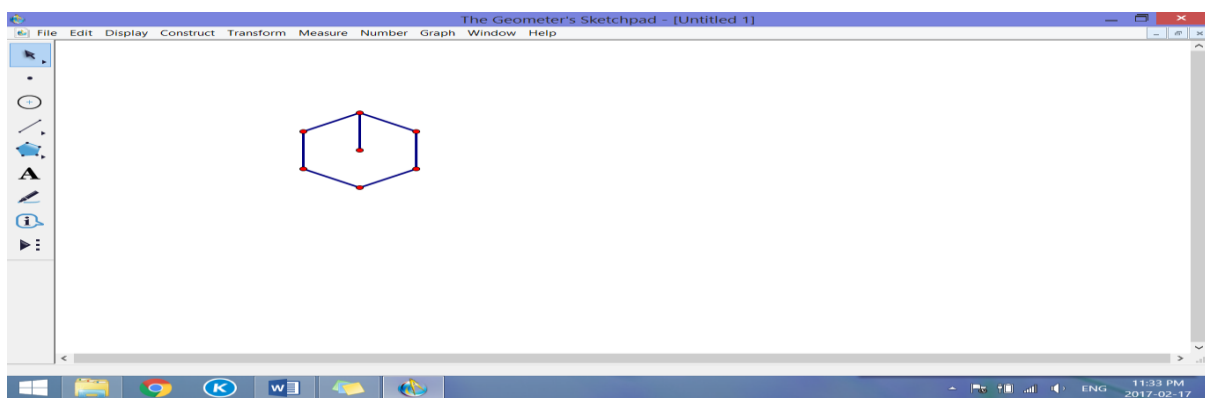 The Geometer's Sketchpad - [Untitled 1]
File Edit Display Construct Transform Measure Number Graph Window Help
A
K
W
ENG
11:33 PM
2017-02-17